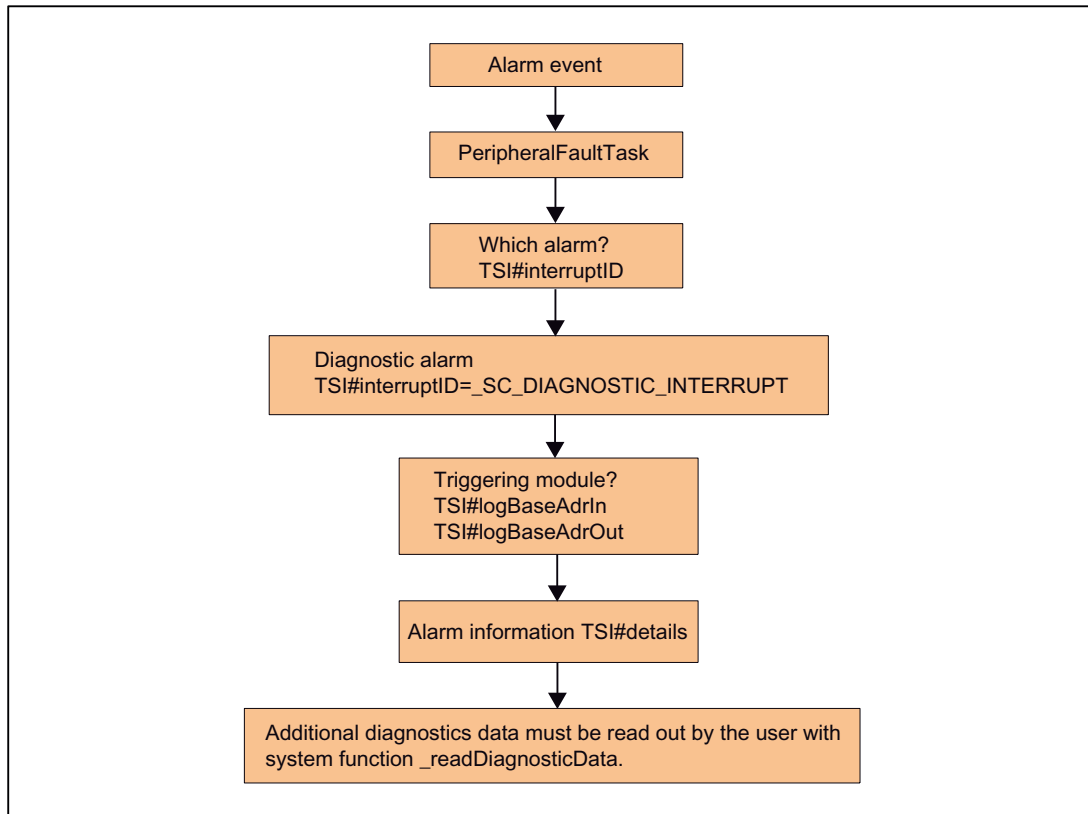 Alarm event
PeripheralFaultTask
Which alarm?
TSI#interruptID
Diagnostic alarm
TSI#interruptID=_SC_DIAGNOSTIC_INTERRUPT
Triggering module?
TSI#logBaseAdrIn
TSI#logBaseAdrOut
Alarm information TSI#details
Additional diagnostics data must be read out by the user with
system function _readDiagnosticData.